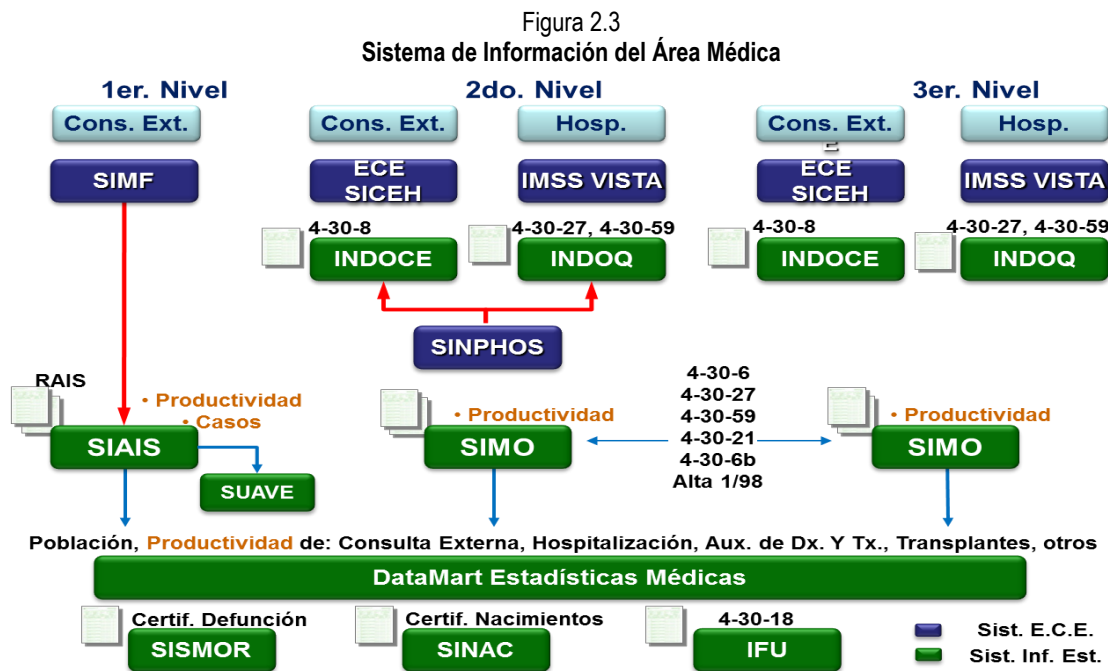 Figura 2.3
Sistema de Información del Área Médica
1er. Nivel
2do. Nivel
3er. Nivel
Cons. Ext.
Cons. Ext.
Hosp.
Cons. Ext.
Hosp.
SIMF
ECE
SICEH
IMSS VISTA
E
ECE
SICEH
IMSS VISTA
4-30-8
4-30-27, 4-30-59
4-30-8
4-30-27, 4-30-59
INDOCE
INDOQ
INDOCE
INDOQ
SINPHOS
RAIS
• Productividad
• Casos
SIAIS
SUAVE
• Productividad
SIMO
4-30-6
4-30-27
4-30-59
4-30-21
4-30-6b
Alta 1/98
• Productividad
SIMO
Población, Productividad de: Consulta Externa, Hospitalización, Aux. de Dx. Y Tx., Transplantes, otros
DataMart Estadísticas Médicas
Certif. Defunción
SISMOR
Certif. Nacimientos
SINAC
4-30-18
IFU
Sist. E.C.E.
Sist. Inf. Est.